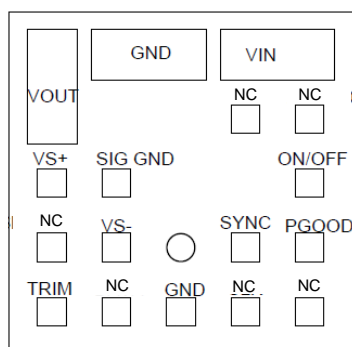 GND
VIN
VOUT
NC NC
VS+ SIG GND ON/OFF
NC VS- SYNC PGOOD
TRIM NC GND NC NC